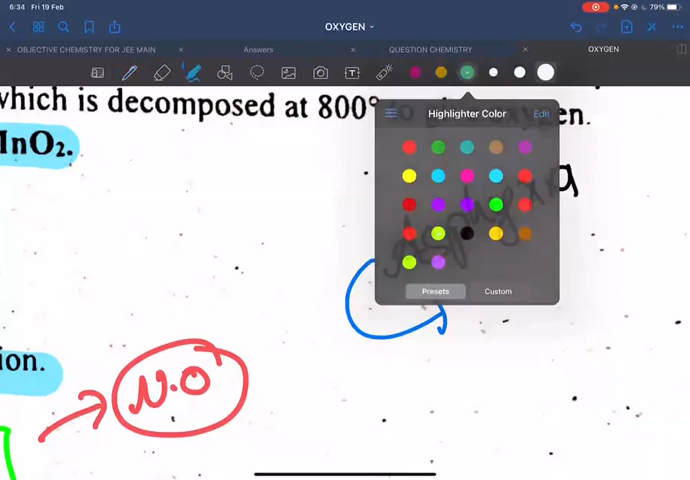 6:34 Fri 19 Feb
79%
OXYGEN
OBJECTIVE CHEMISTRY FOR JEE MAIN
Answers
QUESTION CHEMISTRY
OXYGEN
which is decomposed at 800°
en.
Highlighter Color
Edit
InO₂.
Presets
Custom
ion.
N.O